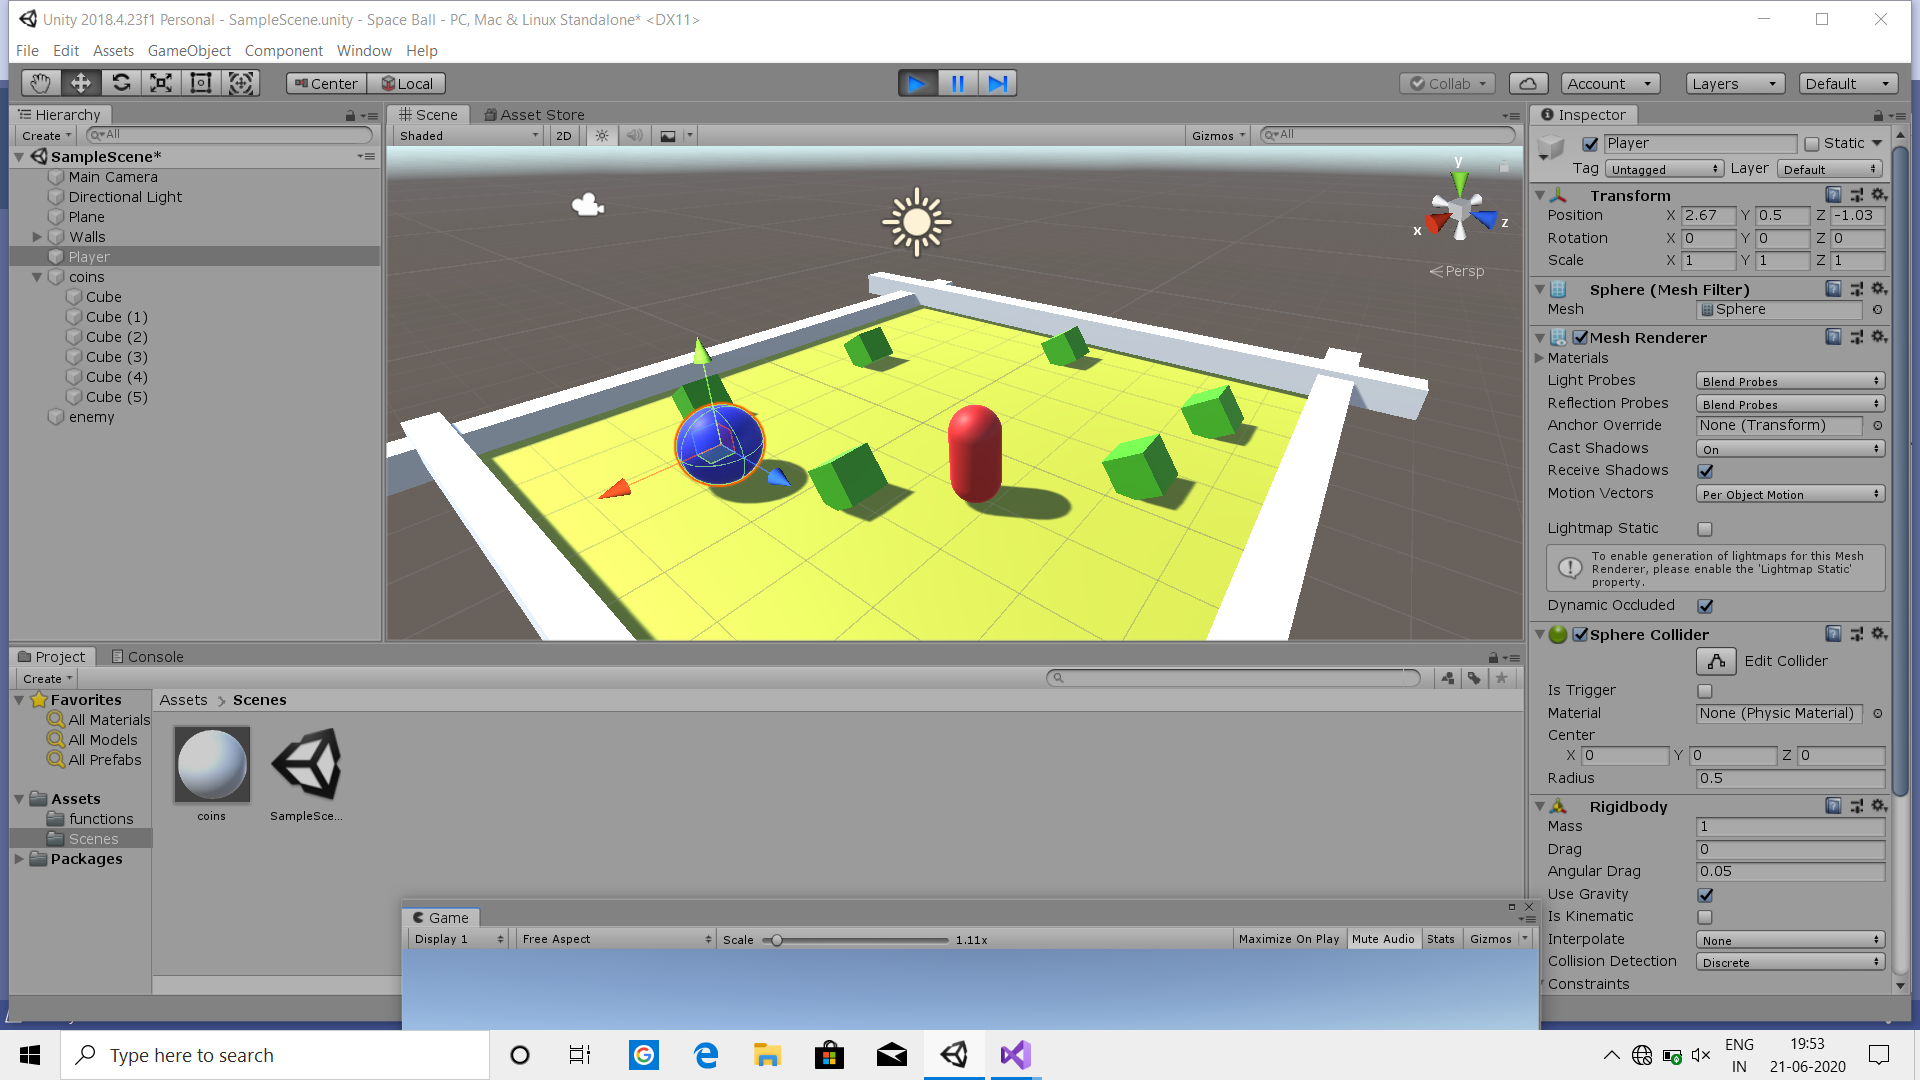 Unity 2018.4.23f1 Personal - SampleScene.unity - Space Ball - PC, Mac & Linux Standalone* <DX11>
File Edit Assets GameObject Component Window Help
Center Local Collab Account Layers Default
Hierarchy
Create All
SampleScene*
Main Camera
Directional Light
Plane
Walls
Player
coins
Cube
Cube (1)
Cube (2)
Cube (3)
Cube (4)
Cube (5)
enemy
Scene Asset Store
Shaded 2D Gizmos All
y
x
z
Persp
Inspector
Player Static
Tag Untagged Layer Default
Transform
Position X 2.67 Y 0.5 Z -1.03
Rotation X 0 Y 0 Z 0
Scale X 1 Y 1 Z 1
Sphere (Mesh Filter)
Mesh Sphere
Mesh Renderer
Materials
Light Probes Blend Probes
Reflection Probes Blend Probes
Anchor Override None (Transform)
Cast Shadows On
Receive Shadows
Motion Vectors Per Object Motion
Lightmap Static
To enable generation of lightmaps for this Mesh
Renderer, please enable the 'Lightmap Static'
property.
Dynamic Occluded
Sphere Collider
Edit Collider
Is Trigger
Material None (Physic Material)
Center
X 0 Y 0 Z 0
Radius 0.5
Rigidbody
Mass 1
Drag 0
Angular Drag 0.05
Use Gravity
Is Kinematic
Interpolate None
Collision Detection Discrete
Constraints
Project Console
Create
Favorites
All Materials
All Models
All Prefabs
Assets
functions
Scenes
Packages
Assets Scenes
coins
SampleSce...
Game
Display 1 Free Aspect Scale 1.11x Maximize On Play Mute Audio Stats Gizmos
Type here to search
ENG
IN
19:53
21-06-2020